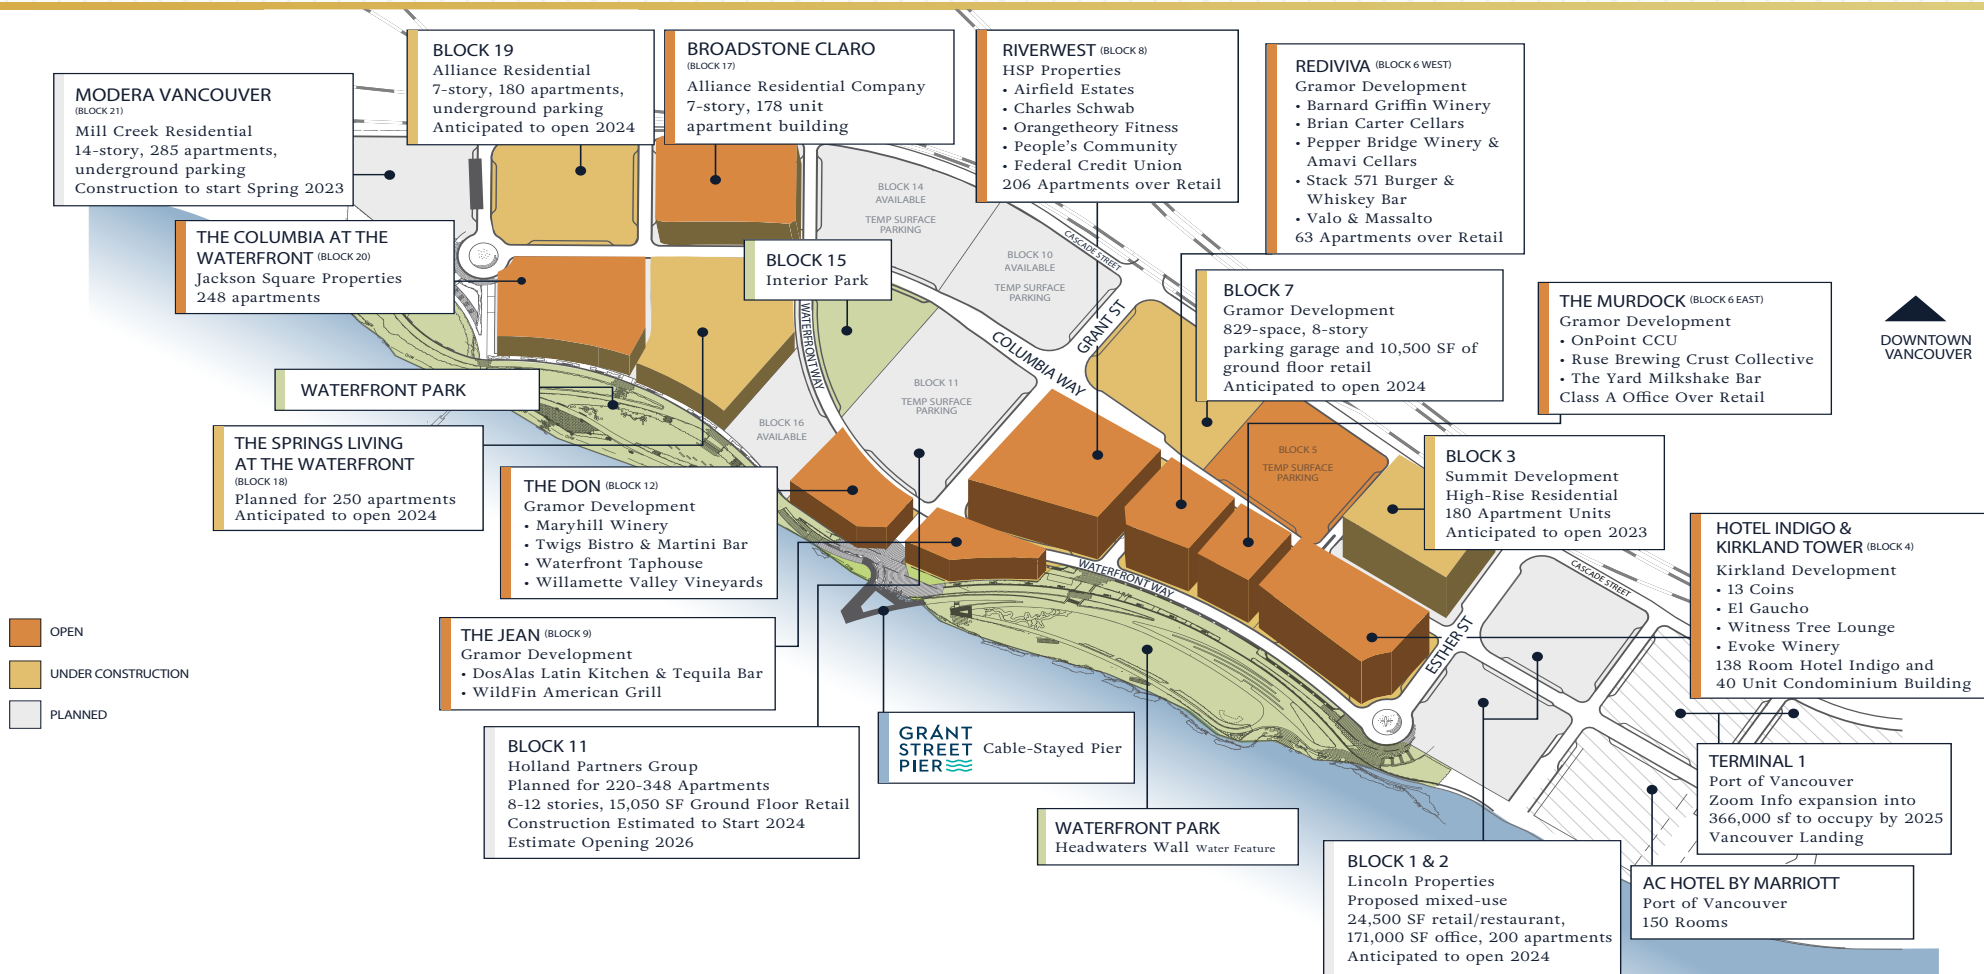 BLOCK 19
Alliance Residential
7-story, 180 apartments,
underground parking
Anticipated to open 2024
BROADSTONE CLARO
(BLOCK 17)
Alliance Residential Company
7-story, 178 unit
apartment building
RIVERWEST (BLOCK 8)
HSP Properties
• Airfield Estates
• Charles Schwab
• Orangetheory Fitness
• People's Community
• Federal Credit Union
206 Apartments over Retail
REDIVIVA (BLOCK 6 WEST)
Gramor Development
• Barnard Griffin Winery
• Brian Carter Cellars
• Pepper Bridge Winery &
Amavi Cellars
• Stack 571 Burger &
Whiskey Bar
• Valo & Massalto
63 Apartments over Retail
MODERA VANCOUVER
(BLOCK 21)
Mill Creek Residential
14-story, 285 apartments,
underground parking
Construction to start Spring 2023
THE COLUMBIA AT THE
WATERFRONT (BLOCK 20)
Jackson Square Properties
248 apartments
BLOCK 15
Interior Park
BLOCK 14
AVAILABLE
TEMP SURFACE
PARKING
BLOCK 10
AVAILABLE
TEMP SURFACE
PARKING
CASCADE STREET
BLOCK 7
Gramor Development
829-space, 8-story
parking garage and 10,500 SF of
ground floor retail
Anticipated to open 2024
THE MURDOCK (BLOCK 6 EAST)
Gramor Development
• OnPoint CCU
• Ruse Brewing Crust Collective
• The Yard Milkshake Bar
Class A Office Over Retail
DOWNTOWN
VANCOUVER
WATERFRONT WAY
COLUMBIA WAY
GRANT ST
WATERFRONT PARK
BLOCK 11
TEMP SURFACE
PARKING
BLOCK 16
AVAILABLE
BLOCK 5
TEMP SURFACE
PARKING
THE SPRINGS LIVING
AT THE WATERFRONT
(BLOCK 18)
Planned for 250 apartments
Anticipated to open 2024
THE DON (BLOCK 12)
Gramor Development
• Maryhill Winery
• Twigs Bistro & Martini Bar
• Waterfront Taphouse
• Willamette Valley Vineyards
BLOCK 3
Summit Development
High-Rise Residential
180 Apartment Units
Anticipated to open 2023
HOTEL INDIGO &
KIRKLAND TOWER (BLOCK 4)
Kirkland Development
• 13 Coins
• El Gaucho
• Witness Tree Lounge
• Evoke Winery
138 Room Hotel Indigo and
40 Unit Condominium Building
WATERFRONT WAY
CASCADE STREET
ESTHER ST
OPEN
UNDER CONSTRUCTION
PLANNED
THE JEAN (BLOCK 9)
Gramor Development
• DosAlas Latin Kitchen & Tequila Bar
• WildFin American Grill
BLOCK 11
Holland Partners Group
Planned for 220-348 Apartments
8-12 stories, 15,050 SF Ground Floor Retail
Construction Estimated to Start 2024
Estimate Opening 2026
GRANT
STREET
PIER
Cable-Stayed Pier
WATERFRONT PARK
Headwaters Wall Water Feature
TERMINAL 1
Port of Vancouver
Zoom Info expansion into
366,000 sf to occupy by 2025
Vancouver Landing
BLOCK 1 & 2
Lincoln Properties
Proposed mixed-use
24,500 SF retail/restaurant,
171,000 SF office, 200 apartments
Anticipated to open 2024
AC HOTEL BY MARRIOTT
Port of Vancouver
150 Rooms